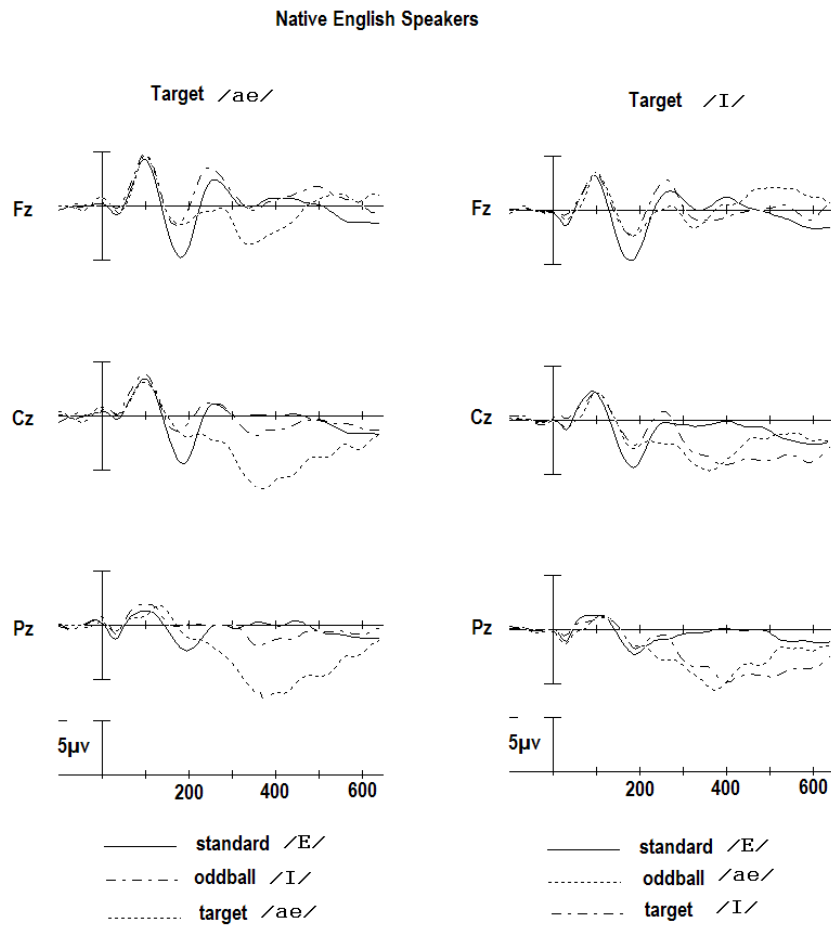 Native English Speakers
Target /ae/
Target /I/
Fz
Fz
Cz
Cz
Pz
Pz
5μv
5μv
200 400 600
200 400 600
standard /E/
oddball /I/
target /ae/
standard /E/
oddball /ae/
target /I/